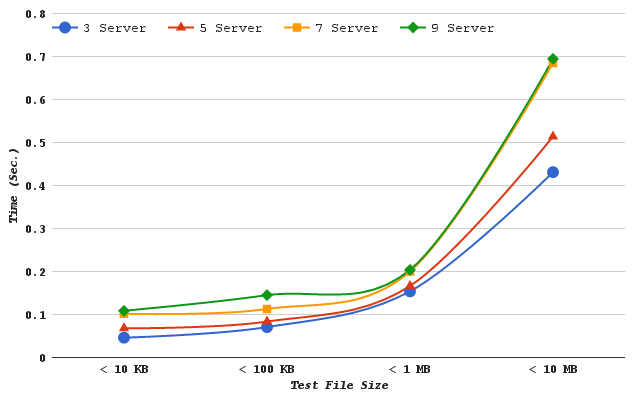 0.8
3 Server 5 Server 7 Server 9 Server
0.7
0.6
0.5
0.4
0.3
0.2
0.1
0
Time (Sec.)
< 10 KB < 100 KB < 1 MB < 10 MB
Test File Size